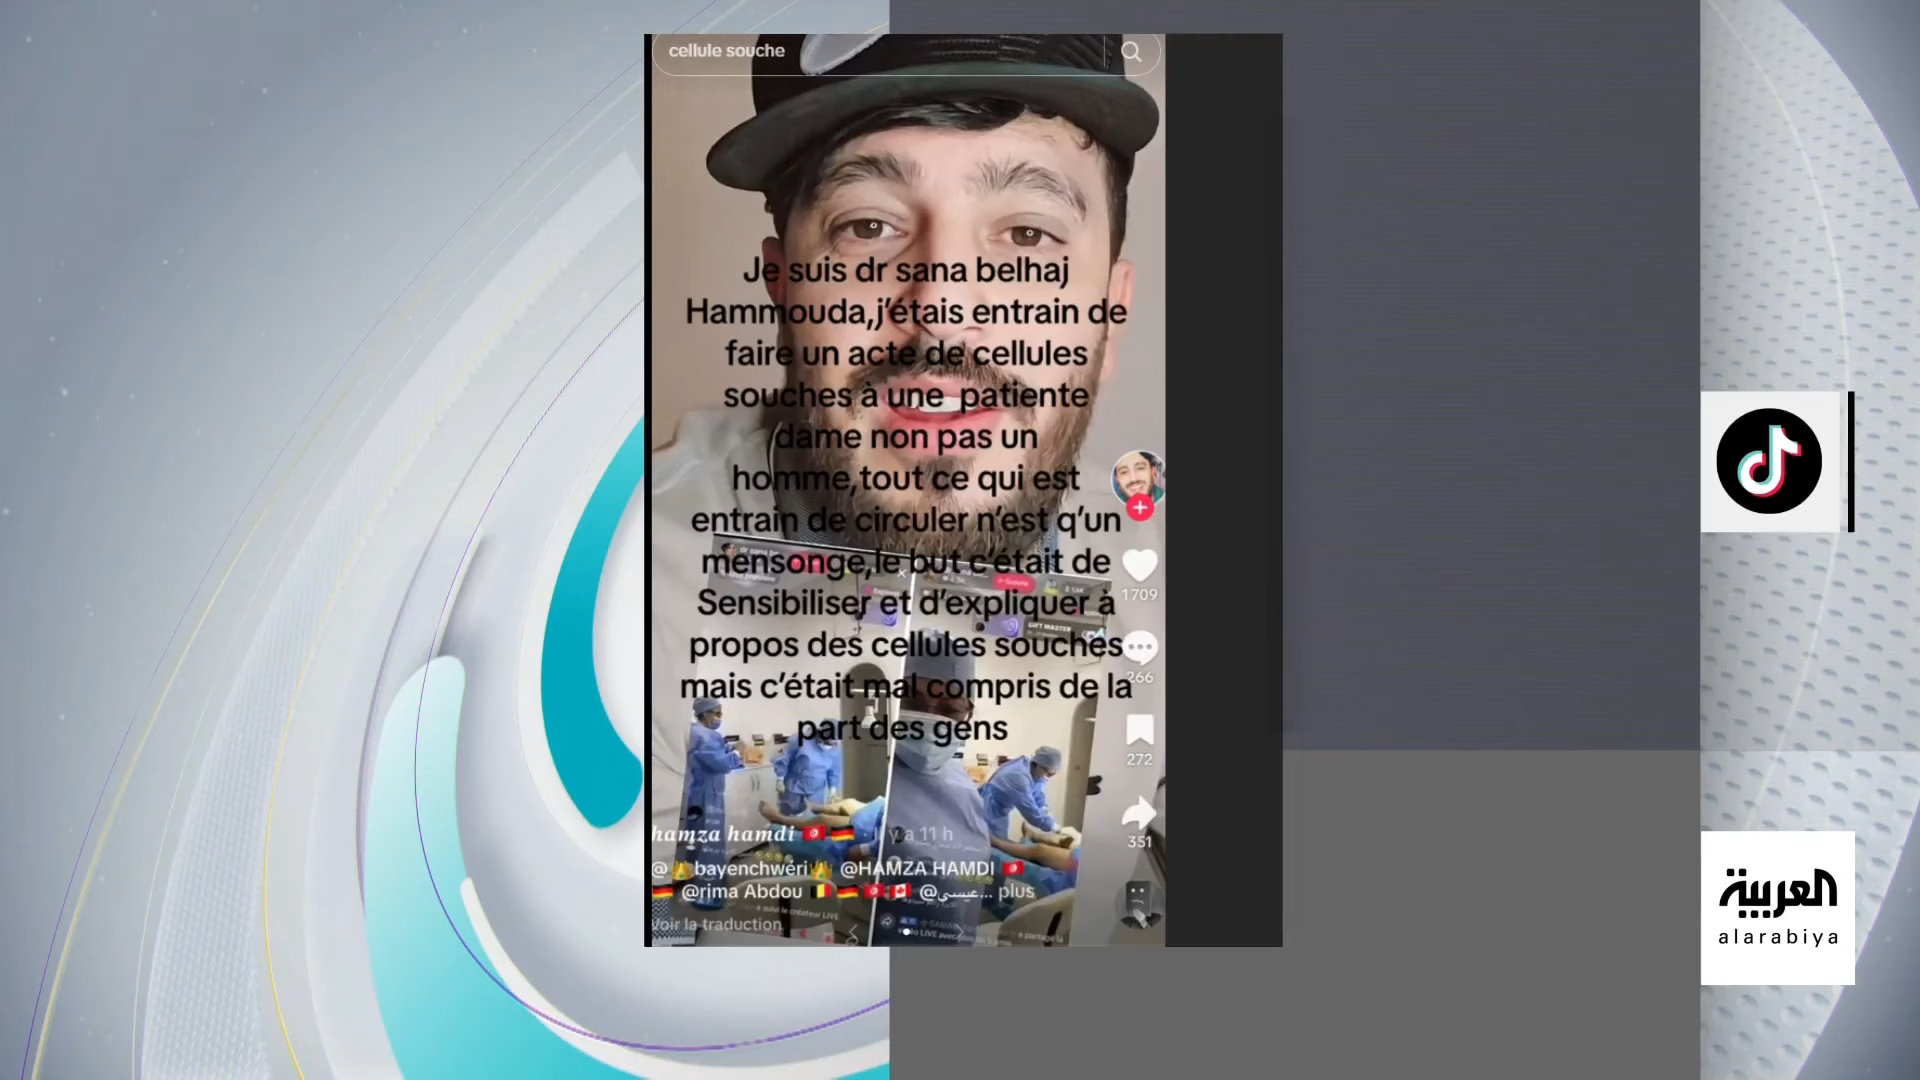 cellule souche
Je suis dr sana belhaj
Hammouda,j'étais entrain de
faire un acte de cellules
souches à une patiente
dame non pas un
homme,tout ce qui est
entrain de circuler n'est q'un
mensonge,le but c'était de
Sensibiliser et d'expliquer à
propos des cellules souches
mais c'était mal compris de la
part des gens
1709
266
272
351
GIFT MASTER
hamza hamdi · Il y a 11 h
@ bayenchwéri @HAMZA HAMDI
@rima Abdou @عيسى... plus
Voir la traduction
العربية
alarabiya